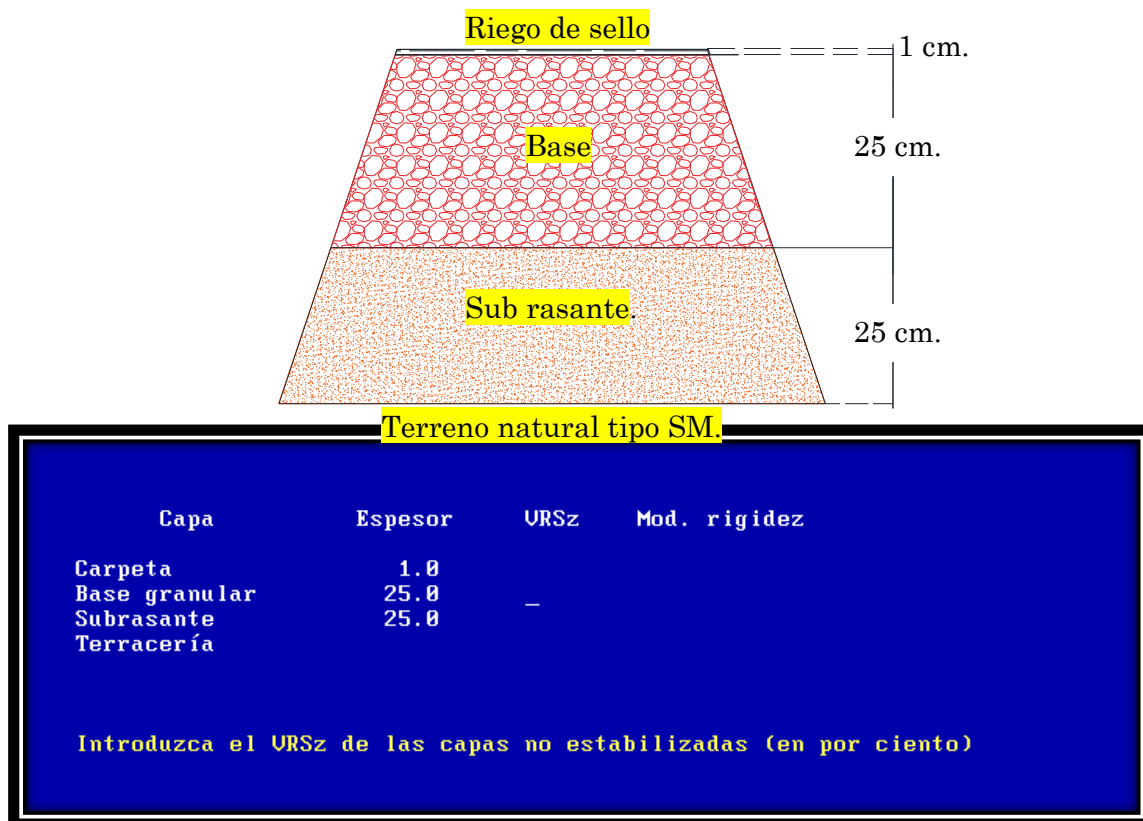 Riego de sello
1 cm.
Base
25 cm.
Sub rasante.
25 cm.
Terreno natural tipo SM.
Capa Espesor VRSz Mod. rigidez
Carpeta 1.0
Base granular 25.0 _
Subrasante 25.0
Terracería
Introduzca el VRSz de las capas no estabilizadas (en por ciento)